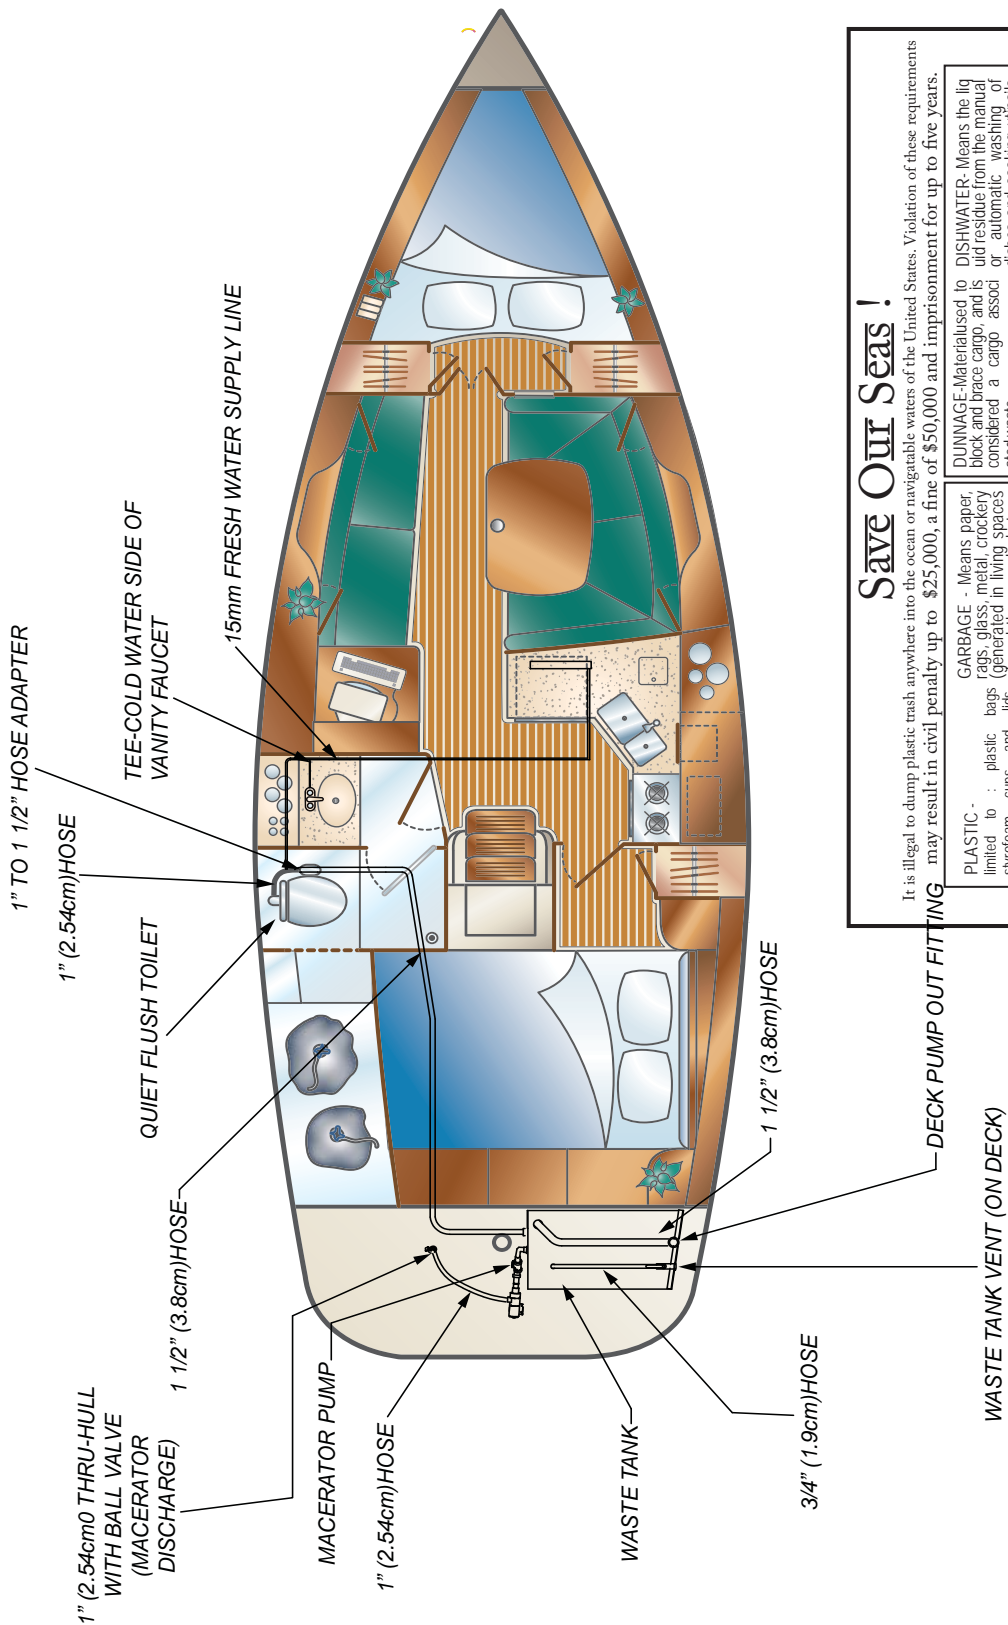 1" TO 1 1/2" HOSE ADAPTER
1" (2.54cm)HOSE
TEE-COLD WATER SIDE OF
VANITY FAUCET
15mm FRESH WATER SUPPLY LINE
QUIET FLUSH TOILET
1 1/2" (3.8cm)HOSE
1" (2.54cm0 THRU-HULL
WITH BALL VALVE
(MACERATOR
DISCHARGE)
MACERATOR PUMP
1" (2.54cm)HOSE
WASTE TANK
3/4" (1.9cm)HOSE
1 1/2" (3.8cm)HOSE
DECK PUMP OUT FITTING
WASTE TANK VENT (ON DECK)
Save Our Seas !
It is illegal to dump plastic trash anywhere into the ocean or navigatable waters of the United States. Violation of these requirements
may result in civil penalty up to $25,000, a fine of $50,000 and imprisonment for up to five years.
PLASTIC -
limited to : plastic bags
styrofoam cups and lids
GARBAGE - Means paper,
rags, glass, metal, crockery
(generated in living spaces
DUNNAGE-Materialused to
block and brace cargo, and is
considered a cargo associ
DISHWATER- Means the liq
uid residue from the manual
or automatic washing of